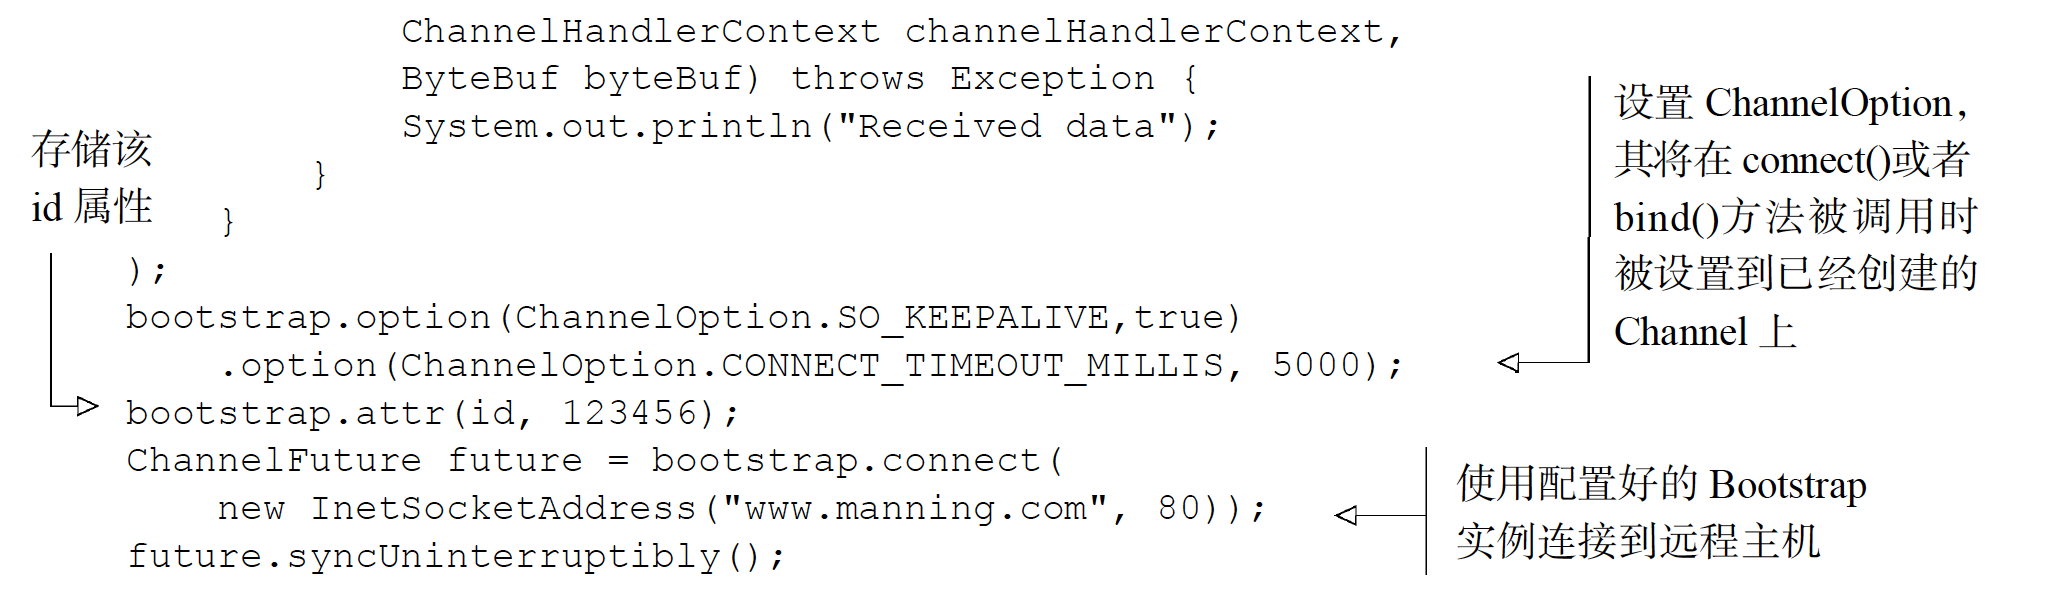 ChannelHandlerContext channelHandlerContext,
ByteBuf byteBuf) throws Exception {
System.out.println("Received data");
}
}
);
bootstrap.option(ChannelOption.SO_KEEPALIVE,true)
.option(ChannelOption.CONNECT_TIMEOUT_MILLIS, 5000);
bootstrap.attr(id, 123456);
ChannelFuture future = bootstrap.connect(
new InetSocketAddress("www.manning.com", 80));
future.syncUninterruptibly();
存储该
id 属性
设置 ChannelOption，
其将在 connect()或者
bind()方法被调用时
被设置到已经创建的
Channel 上
使用配置好的 Bootstrap
实例连接到远程主机